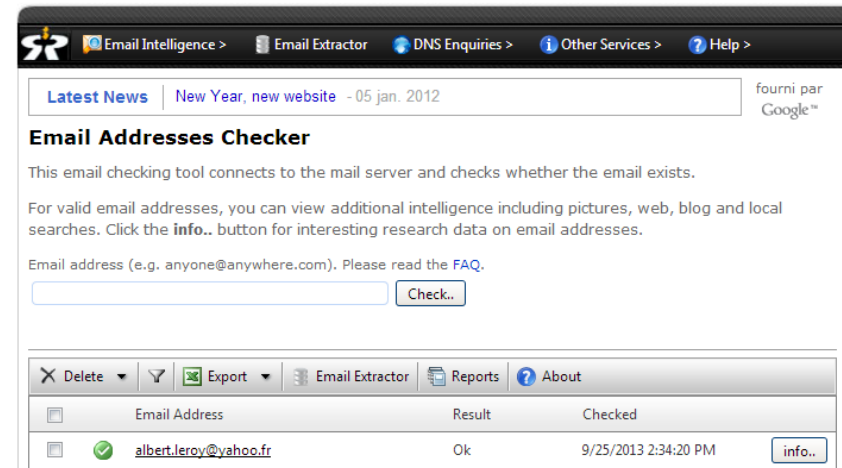 Email Intelligence > Email Extractor DNS Enquiries > Other Services > Help >
Latest News New Year, new website - 05 jan. 2012 fourni par
Google™
Email Addresses Checker
This email checking tool connects to the mail server and checks whether the email exists.
For valid email addresses, you can view additional intelligence including pictures, web, blog and local
searches. Click the info.. button for interesting research data on email addresses.
Email address (e.g. anyone@anywhere.com). Please read the FAQ.
Check..
Delete Export Email Extractor Reports About
Email Address Result Checked
albert.leroy@yahoo.fr Ok 9/25/2013 2:34:20 PM info..